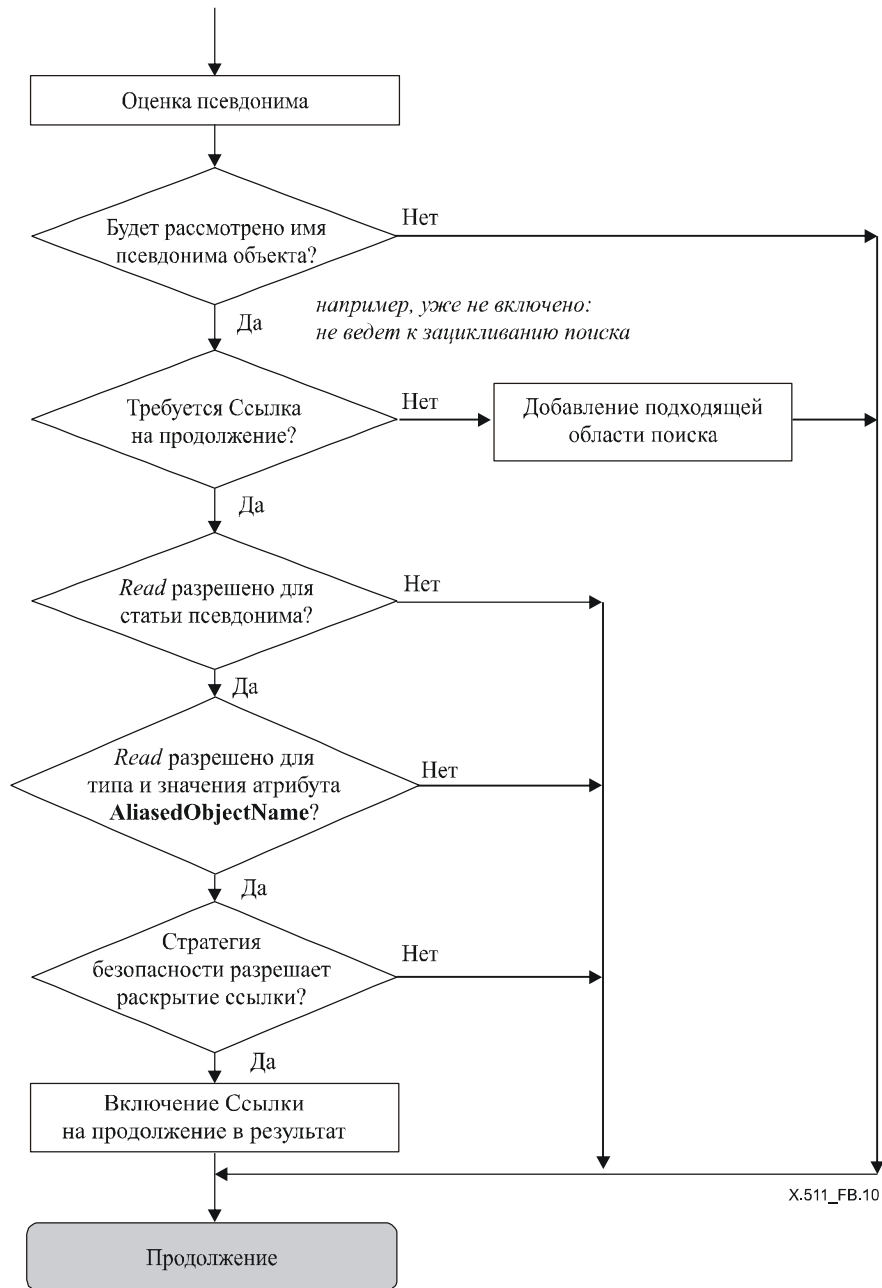 Оценка псевдонима
Будет рассмотрено имя
псевдонима объекта?
Нет
Да
например, уже не включено:
не ведет к зацикливанию поиска
Требуется Ссылка
на продолжение?
Нет
Добавление подходящей
области поиска
Да
Read разрешено для
статьи псевдонима?
Нет
Да
Read разрешено для
типа и значения атрибута
AliasedObjectName?
Нет
Да
Стратегия
безопасности разрешает
раскрытие ссылки?
Нет
Да
Включение Ссылки
на продолжение в результат
X.511_FB.10
Продолжение